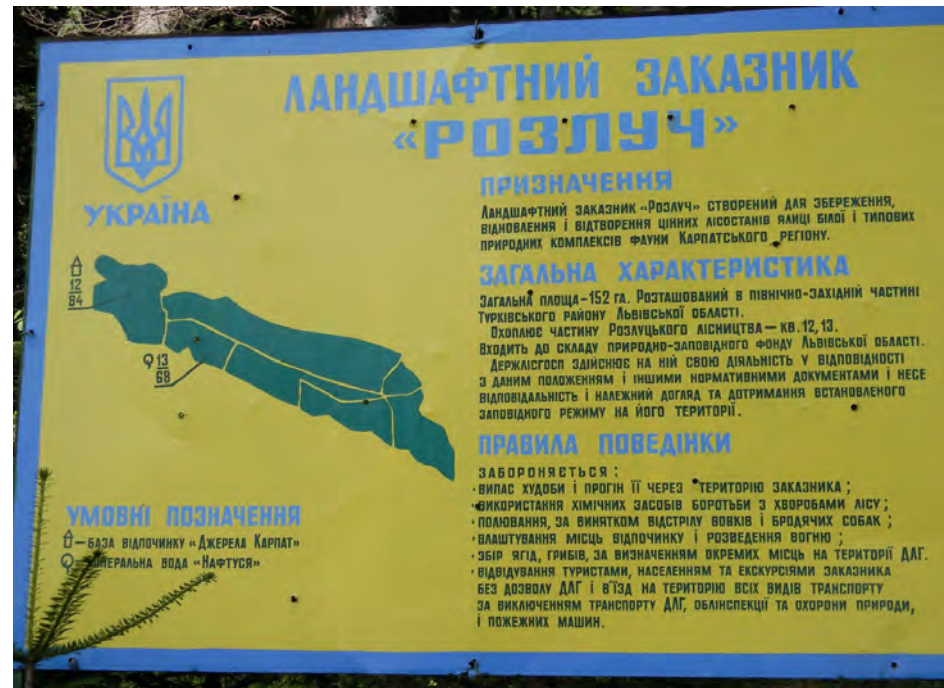 ЛАНДШАФТНИЙ ЗАКАЗНИК
«РОЗЛУЧ»
УКРАЇНА
ПРИЗНАЧЕННЯ
ЛАНДШАФТНИЙ ЗАКАЗНИК «РОЗЛУЧ» СТВОРЕНИЙ ДЛЯ ЗБЕРЕЖЕННЯ,
ВІДНОВЛЕННЯ І ВІДТВОРЕННЯ ЦІННИХ ЛІСОСТАНІВ ЯЛИЦІ БІЛОЇ І ТИПОВИХ
ПРИРОДНИХ КОМПЛЕКСІВ ФАУНИ КАРПАТСЬКОГО РЕГІОНУ.
ЗАГАЛЬНА ХАРАКТЕРИСТИКА
ЗАГАЛЬНА ПЛОЩА-152 ГА. РОЗТАШОВАНИЙ В ПІВНІЧНО-ЗАХІДНІЙ ЧАСТИНІ
ТУРКІВСЬКОГО РАЙОНУ ЛЬВІВСЬКОЇ ОБЛАСТІ.
ОХОПЛЮЄ ЧАСТИНУ РОЗЛУЦЬКОГО ЛІСНИЦТВА — КВ.12,13.
ВХОДИТЬ ДО СКЛАДУ ПРИРОДНО-ЗАПОВІДНОГО ФОНДУ ЛЬВІВСЬКОЇ ОБЛАСТІ.
ДЕРЖЛІСГОСП ЗДІЙСНЮЄ НА НІЙ СВОЮ ДІЯЛЬНІСТЬ У ВІДПОВІДНОСТІ
З ДАНИМ ПОЛОЖЕННЯМ І ІНШИМИ НОРМАТИВНИМИ ДОКУМЕНТАМИ І НЕСЕ
ВІДПОВІДАЛЬНІСТЬ І НАЛЕЖНИЙ ДОГЛЯД ТА ДОТРИМАННЯ ВСТАНОВЛЕНОГО
ЗАПОВІДНОГО РЕЖИМУ НА ЙОГО ТЕРИТОРІЇ.
ПРАВИЛА ПОВЕДІНКИ
ЗАБОРОНЯЄТЬСЯ :
·ВИПАС ХУДОБИ І ПРОГІН ЇЇ ЧЕРЕЗ ТЕРИТОРІЮ ЗАКАЗНИКА ;
·ВИКОРИСТАННЯ ХІМІЧНИХ ЗАСОБІВ БОРОТЬБИ З ХВОРОБАМИ ЛІСУ ;
·ПОЛЮВАННЯ, ЗА ВИНЯТКОМ ВІДСТРІЛУ ВОВКІВ І БРОДЯЧИХ СОБАК ;
·ВЛАШТУВАННЯ МІСЦЬ ВІДПОЧИНКУ І РОЗВЕДЕННЯ ВОГНЮ ;
·ЗБІР ЯГІД, ГРИБІВ, ЗА ВИЗНАЧЕННЯМ ОКРЕМИХ МІСЦЬ НА ТЕРИТОРІЇ ДЛГ.
·ВІДВІДУВАННЯ ТУРИСТАМИ, НАСЕЛЕННЯМ ТА ЕКСКУРСІЯМИ ЗАКАЗНИКА
БЕЗ ДОЗВОЛУ ДЛГ І В'ЇЗД НА ТЕРИТОРІЮ ВСІХ ВИДІВ ТРАНСПОРТУ
ЗА ВИКЛЮЧЕННЯМ ТРАНСПОРТУ ДЛГ, ОБЛІНСПЕКЦІЇ ТА ОХОРОНИ ПРИРОДИ,
І ПОЖЕЖНИХ МАШИН.
12
84
13
68
УМОВНІ ПОЗНАЧЕННЯ
— БАЗА ВІДПОЧИНКУ «ДЖЕРЕЛА КАРПАТ»
ВОДА «НАФТУСЯ»